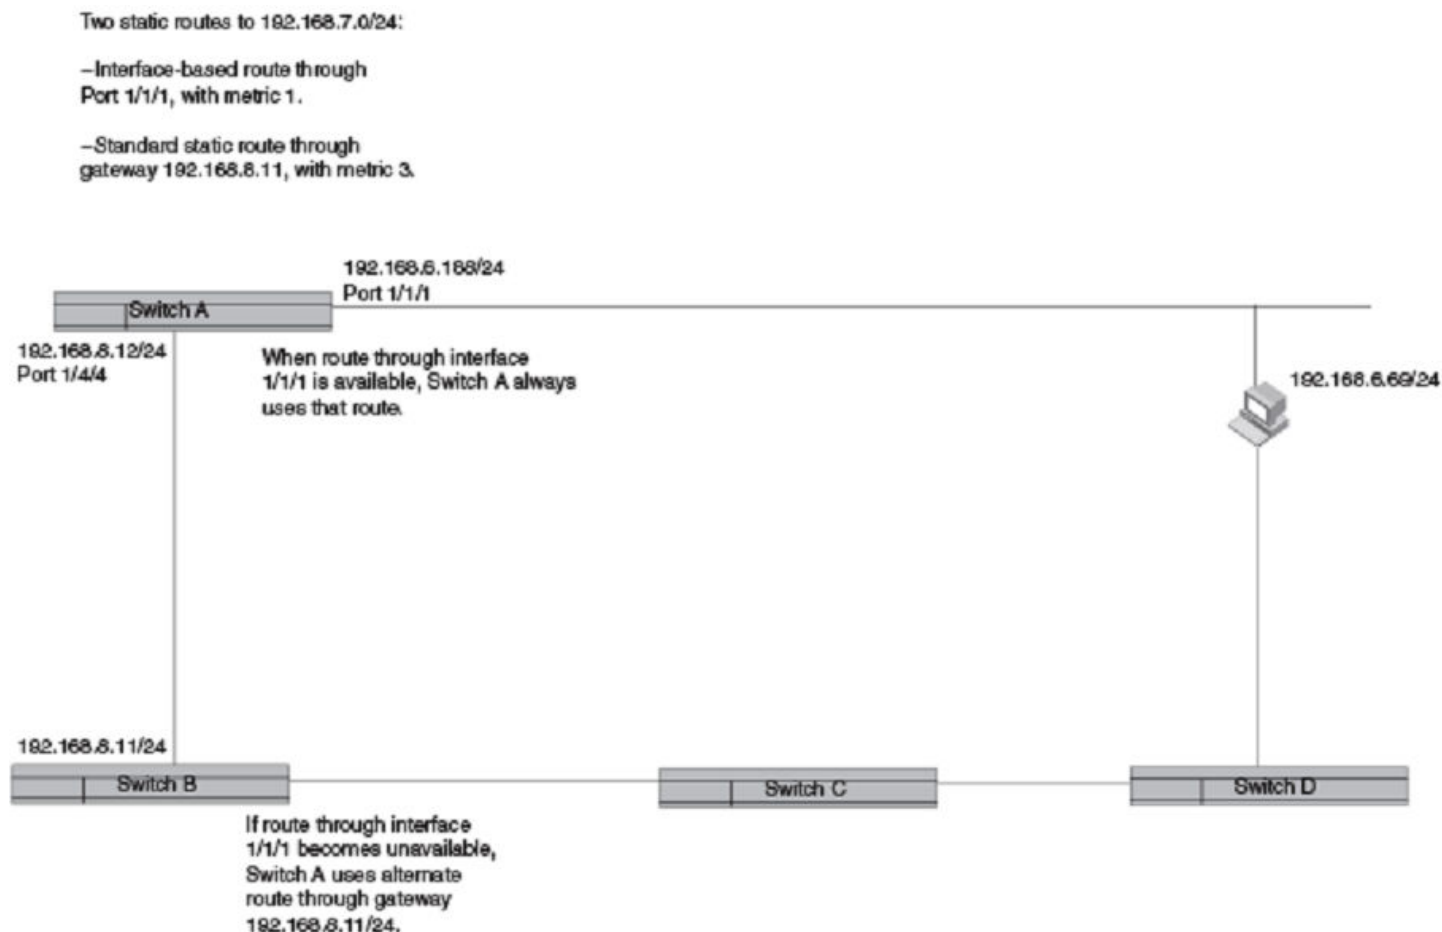 Two static routes to 192.168.7.0/24:
–Interface-based route through
Port 1/1/1, with metric 1.
–Standard static route through
gateway 192.168.8.11, with metric 3.
192.168.6.188/24
Port 1/1/1
Switch A
192.168.8.12/24
Port 1/4/4
When route through interface
1/1/1 is available, Switch A always
uses that route.
192.168.6.69/24
192.168.8.11/24
Switch B
Switch C
Switch D
If route through interface
1/1/1 becomes unavailable,
Switch A uses alternate
route through gateway
192.168.8.11/24.